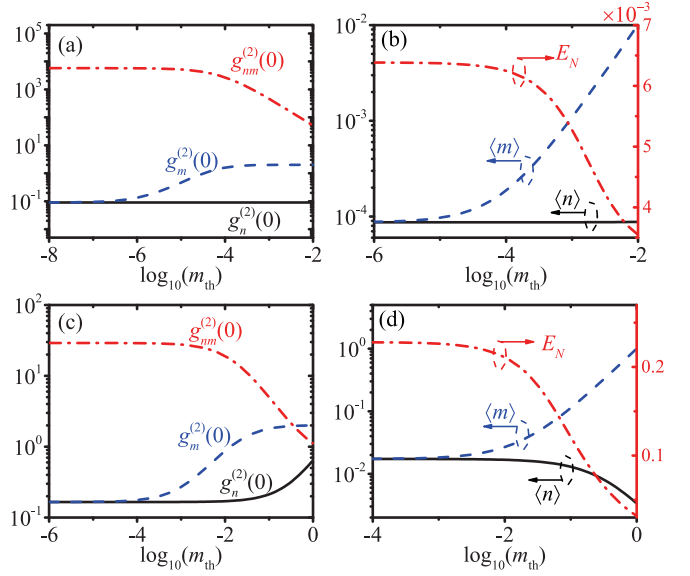 (a)
10^5
10^3
10^1
10^-1
g_nm^(2)(0)
g_m^(2)(0)
g_n^(2)(0)
-8 -6 -4 -2
log_10(m_th)
(b)
×10^-3
10^-2
10^-3
10^-4
7
6
5
4
3
E_N
⟨m⟩
⟨n⟩
-6 -4 -2
log_10(m_th)
(c)
10^2
10^1
10^0
10^-1
g_nm^(2)(0)
g_m^(2)(0)
g_n^(2)(0)
-6 -4 -2 0
log_10(m_th)
(d)
10^0
10^-1
10^-2
0.2
0.1
0
E_N
⟨m⟩
⟨n⟩
-4 -2 0
log_10(m_th)